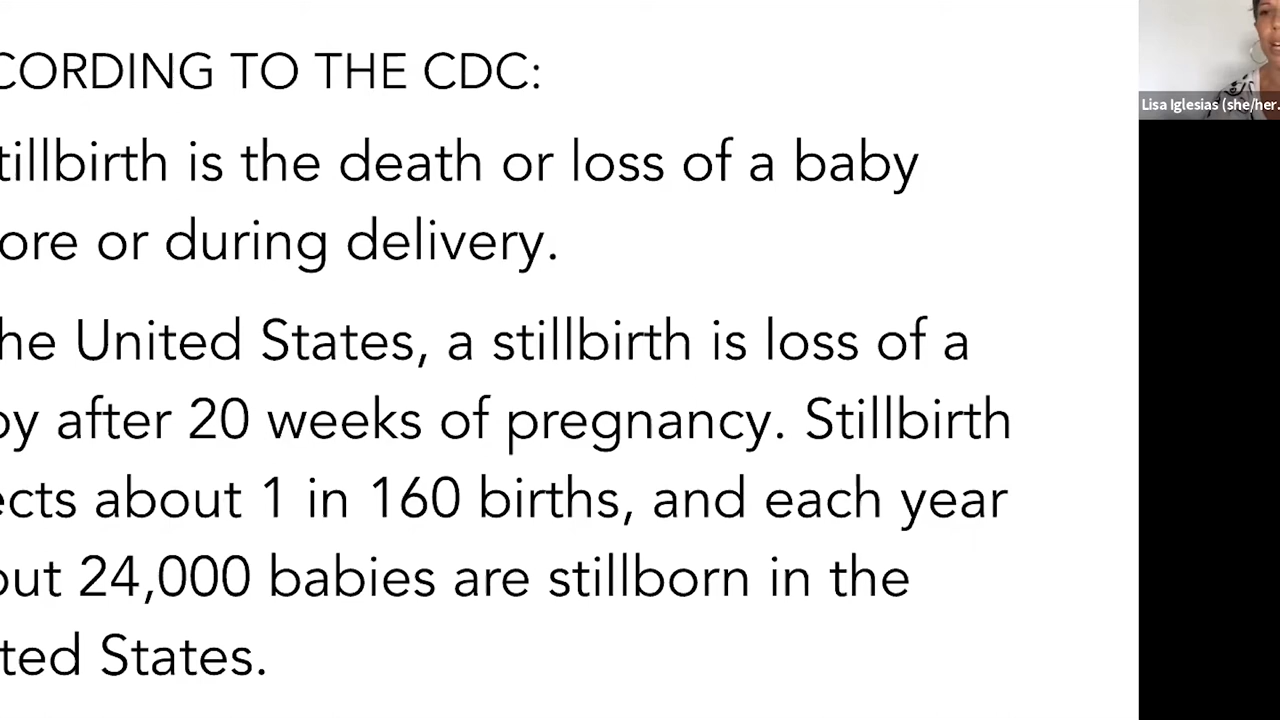 CORDING TO THE CDC:
tillbirth is the death or loss of a baby
ore or during delivery.
he United States, a stillbirth is loss of a
by after 20 weeks of pregnancy. Stillbirth
ects about 1 in 160 births, and each year
out 24,000 babies are stillborn in the
ted States.
Lisa Iglesias (she/her...